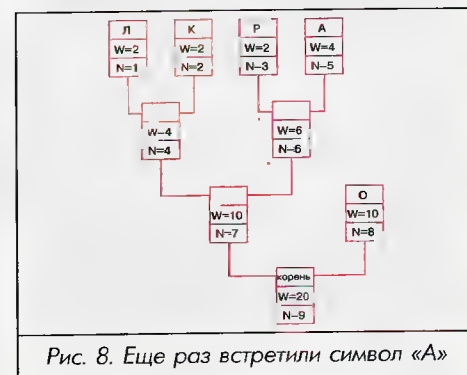 Л К Р А
W=2 W=2 W=2 W=4
N=1 N=2 N=3 N=5
W=4 W=6
N=4 N=6
W=10 О
N=7 W=10
N=8
корень
W=20
N=9
Рис. 8. Еще раз встретили символ «А»